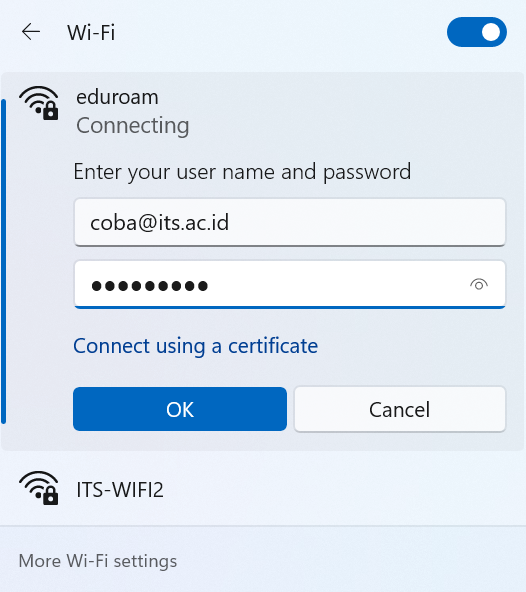 Wi-Fi
eduroam
Connecting
Enter your user name and password
coba@its.ac.id
●●●●●●●●●
Connect using a certificate
OK
Cancel
ITS-WIFI2
More Wi-Fi settings